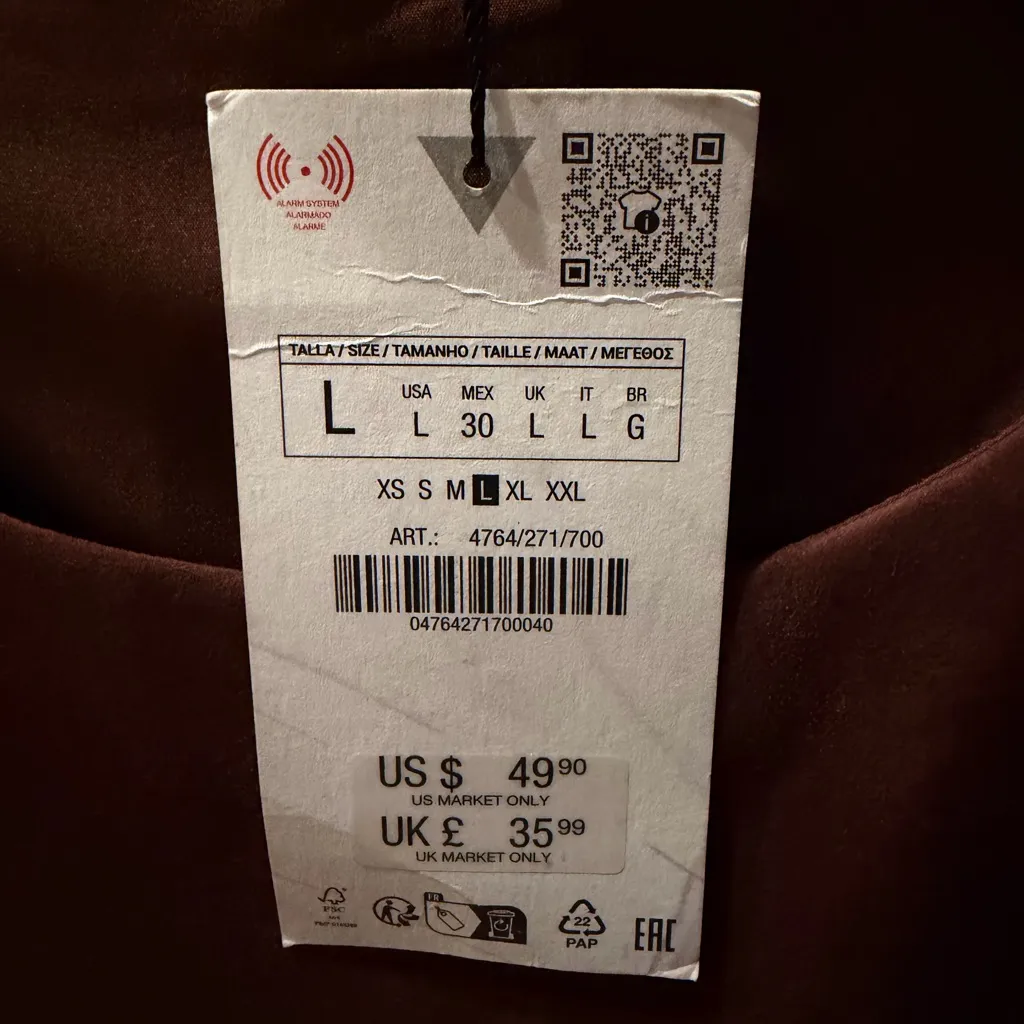 ALARM SYSTEM
ALARMADO
ALARME
TALLA / SIZE / TAMANHO / TAILLE / MAAT / ΜΕΓΕΘΟΣ
L
USA MEX UK IT BR
L 30 L L G
XS S M L XL XXL
ART.: 4764/271/700
04764271700040
US $ 49 90
US MARKET ONLY
UK £ 35 99
UK MARKET ONLY
FSC
FR
22
PAP
EAC